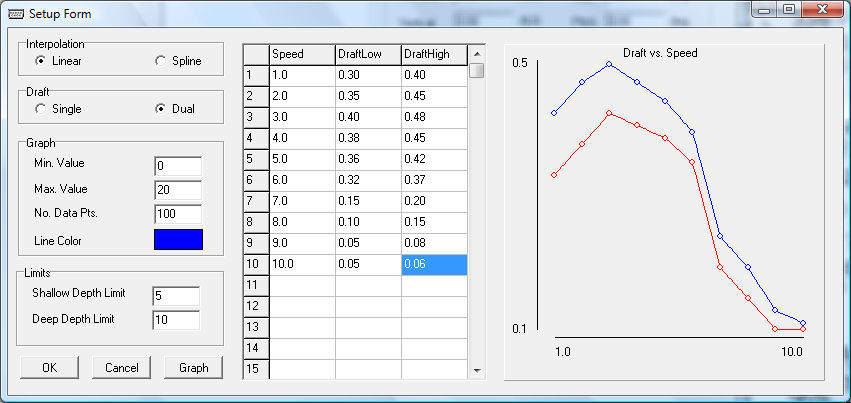 Setup Form
Interpolation
Linear Spline
Draft
Single Dual
Graph
Min. Value 0
Max. Value 20
No. Data Pts. 100
Line Color
Limits
Shallow Depth Limit 5
Deep Depth Limit 10
OK Cancel Graph
Speed DraftLow DraftHigh
1 1.0 0.30 0.40
2 2.0 0.35 0.45
3 3.0 0.40 0.48
4 4.0 0.38 0.45
5 5.0 0.36 0.42
6 6.0 0.32 0.37
7 7.0 0.15 0.20
8 8.0 0.10 0.15
9 9.0 0.05 0.08
10 10.0 0.05 0.06
11
12
13
14
15
Draft vs. Speed
0.5
0.1
1.0 10.0